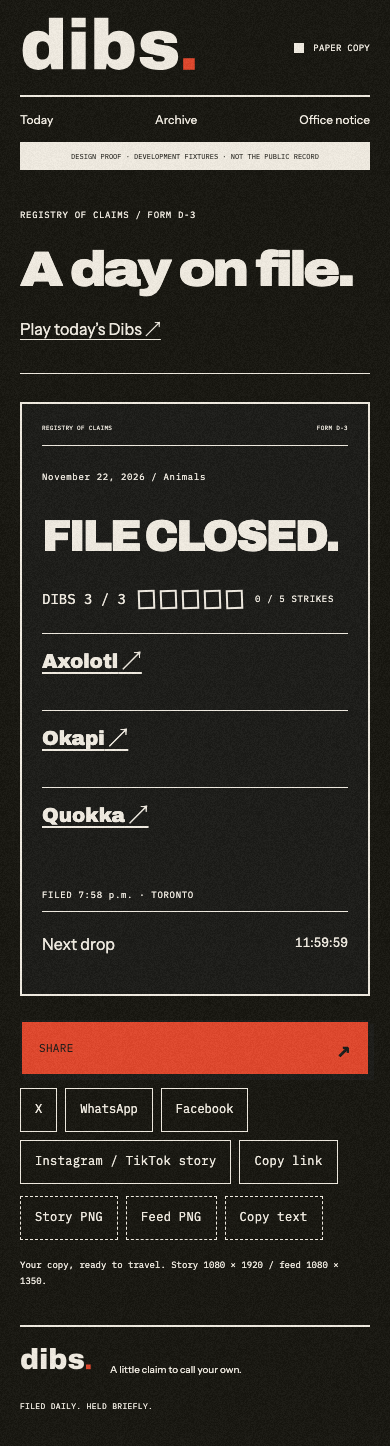 dibs.
PAPER COPY
Today
Archive
Office notice
DESIGN PROOF · DEVELOPMENT FIXTURES · NOT THE PUBLIC RECORD
REGISTRY OF CLAIMS / FORM D-3
A day on file.
Play today's Dibs ↗
REGISTRY OF CLAIMS
FORM D-3
November 22, 2026 / Animals
FILE CLOSED.
DIBS 3 / 3
0 / 5 STRIKES
Axolotl ↗
Okapi ↗
Quokka ↗
FILED 7:58 p.m. · TORONTO
Next drop
11:59:59
SHARE ↗
X
WhatsApp
Facebook
Instagram / TikTok story
Copy link
Story PNG
Feed PNG
Copy text
Your copy, ready to travel. Story 1080 × 1920 / feed 1080 ×
1350.
dibs.
A little claim to call your own.
FILED DAILY. HELD BRIEFLY.